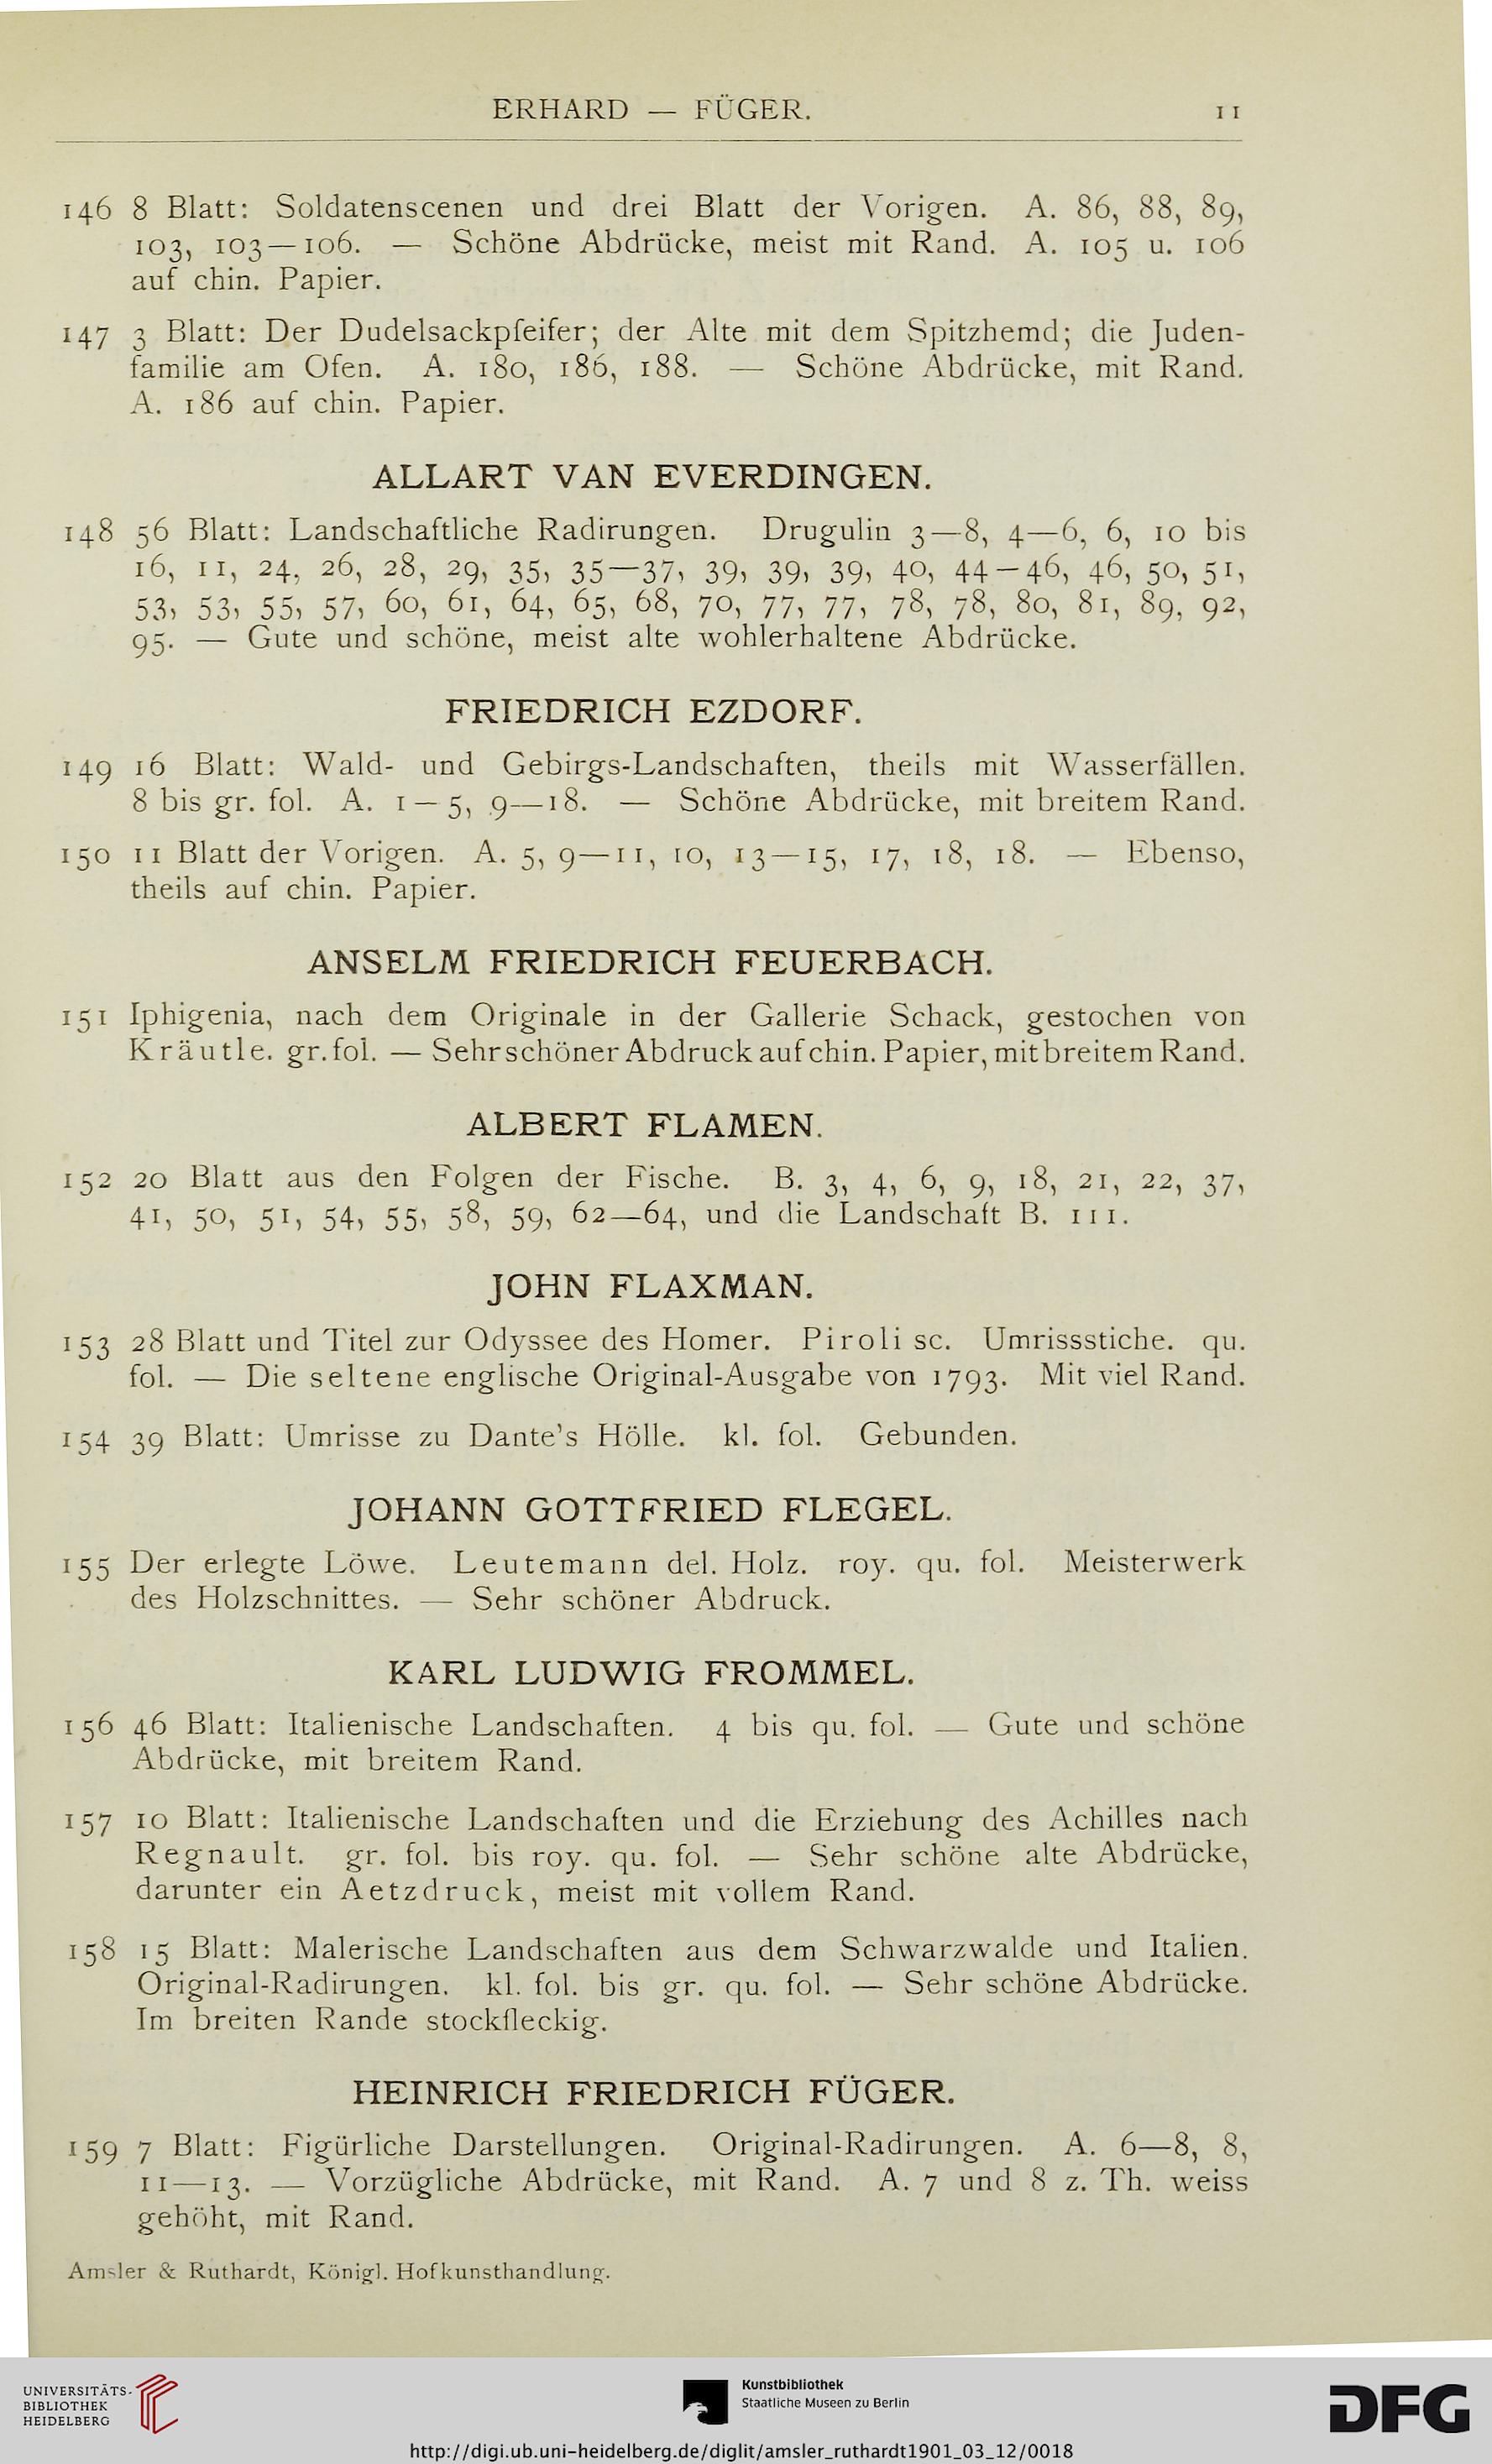 ERHARD — FÜGER. 11
146 8 Blatt: Soldatenscenen und drei Blatt der Vorigen. A. 86, 88, 89,
103, 103—106. — Schöne Abdrücke, meist mit Rand. A. 105 u. 106
auf chin. Papier.
147 3 Blatt: Der Dudelsackpfeifer; der Alte mit dem Spitzhemd; die Juden-
familie am Ofen. A. 180, 186, 188. — Schöne Abdrücke, mit Rand.
A. 186 auf chin. Papier.
ALLART VAN EVERDINGEN.
148 56 Blatt: Landschaftliche Radirungen. Drugulin 3—8, 4—6, 6, 10 bis
16, 11, 24, 26, 28, 29, 35, 35—37, 39, 39, 39, 40, 44—46, 46, 50, 51,
53, 53, 55, 57, 60, 61, 64, 65, 68, 70, 77, 77, 78, 78, 80, 81, 89, 92,
95. — Gute und schöne, meist alte wohlerhaltene Abdrücke.
FRIEDRICH EZDORF.
149 16 Blatt: Wald- und Gebirgs-Landschaften, theils mit Wasserfällen.
8 bis gr. fol. A. 1—5, 9—18. — Schöne Abdrücke, mit breitem Rand.
150 11 Blatt der Vorigen. A. 5, 9—11, 10, 13—15, 17, 18, 18. — Ebenso,
theils auf chin. Papier.
ANSELM FRIEDRICH FEUERBACH.
151 Iphigenia, nach dem Originale in der Gallerie Schack, gestochen von
Kräutle. gr. fol. — Sehr schöner Abdruck auf chin. Papier, mit breitem Rand.
ALBERT FLAMEN.
152 20 Blatt aus den Folgen der Fische. B. 3, 4, 6, 9, 18, 21, 22, 37,
41, 50, 51, 54, 55, 58, 59, 62—64, und die Landschaft B. 111.
JOHN FLAXMAN.
153 28 Blatt und Titel zur Odyssee des Homer. Piroli sc. Umrissstiche. qu.
fol. — Die seltene englische Original-Ausgabe von 1793. Mit viel Rand.
154 39 Blatt: Umrisse zu Dante's Hölle. kl. fol. Gebunden.
JOHANN GOTTFRIED FLEGEL.
155 Der erlegte Löwe. Leutemann del. Holz. roy. qu. fol. Meisterwerk
des Holzschnittes. — Sehr schöner Abdruck.
KARL LUDWIG FROMMEL.
156 46 Blatt: Italienische Landschaften. 4 bis qu. fol. — Gute und schöne
Abdrücke, mit breitem Rand.
157 10 Blatt: Italienische Landschaften und die Erziehung des Achilles nach
Regnault. gr. fol. bis roy. qu. fol. — Sehr schöne alte Abdrücke,
darunter ein Aetzdruck, meist mit vollem Rand.
158 15 Blatt: Malerische Landschaften aus dem Schwarzwalde und Italien.
Original-Radirungen. kl. fol. bis gr. qu. fol. — Sehr schöne Abdrücke.
Im breiten Rande stockfleckig.
HEINRICH FRIEDRICH FÜGER.
159 7 Blatt: Figürliche Darstellungen. Original-Radirungen. A. 6—8, 8,
11—13. — Vorzügliche Abdrücke, mit Rand. A. 7 und 8 z. Th. weiss
gehöht, mit Rand.
Amsler & Ruthardt, Königl. Hofkunsthandlung.
UNIVERSITÄTS-
BIBLIOTHEK
HEIDELBERG
Kunstbibliothek
Staatliche Museen zu Berlin
DFG
http://digi.ub.uni-heidelberg.de/diglit/amsler_ruthardt1901_03_12/0018